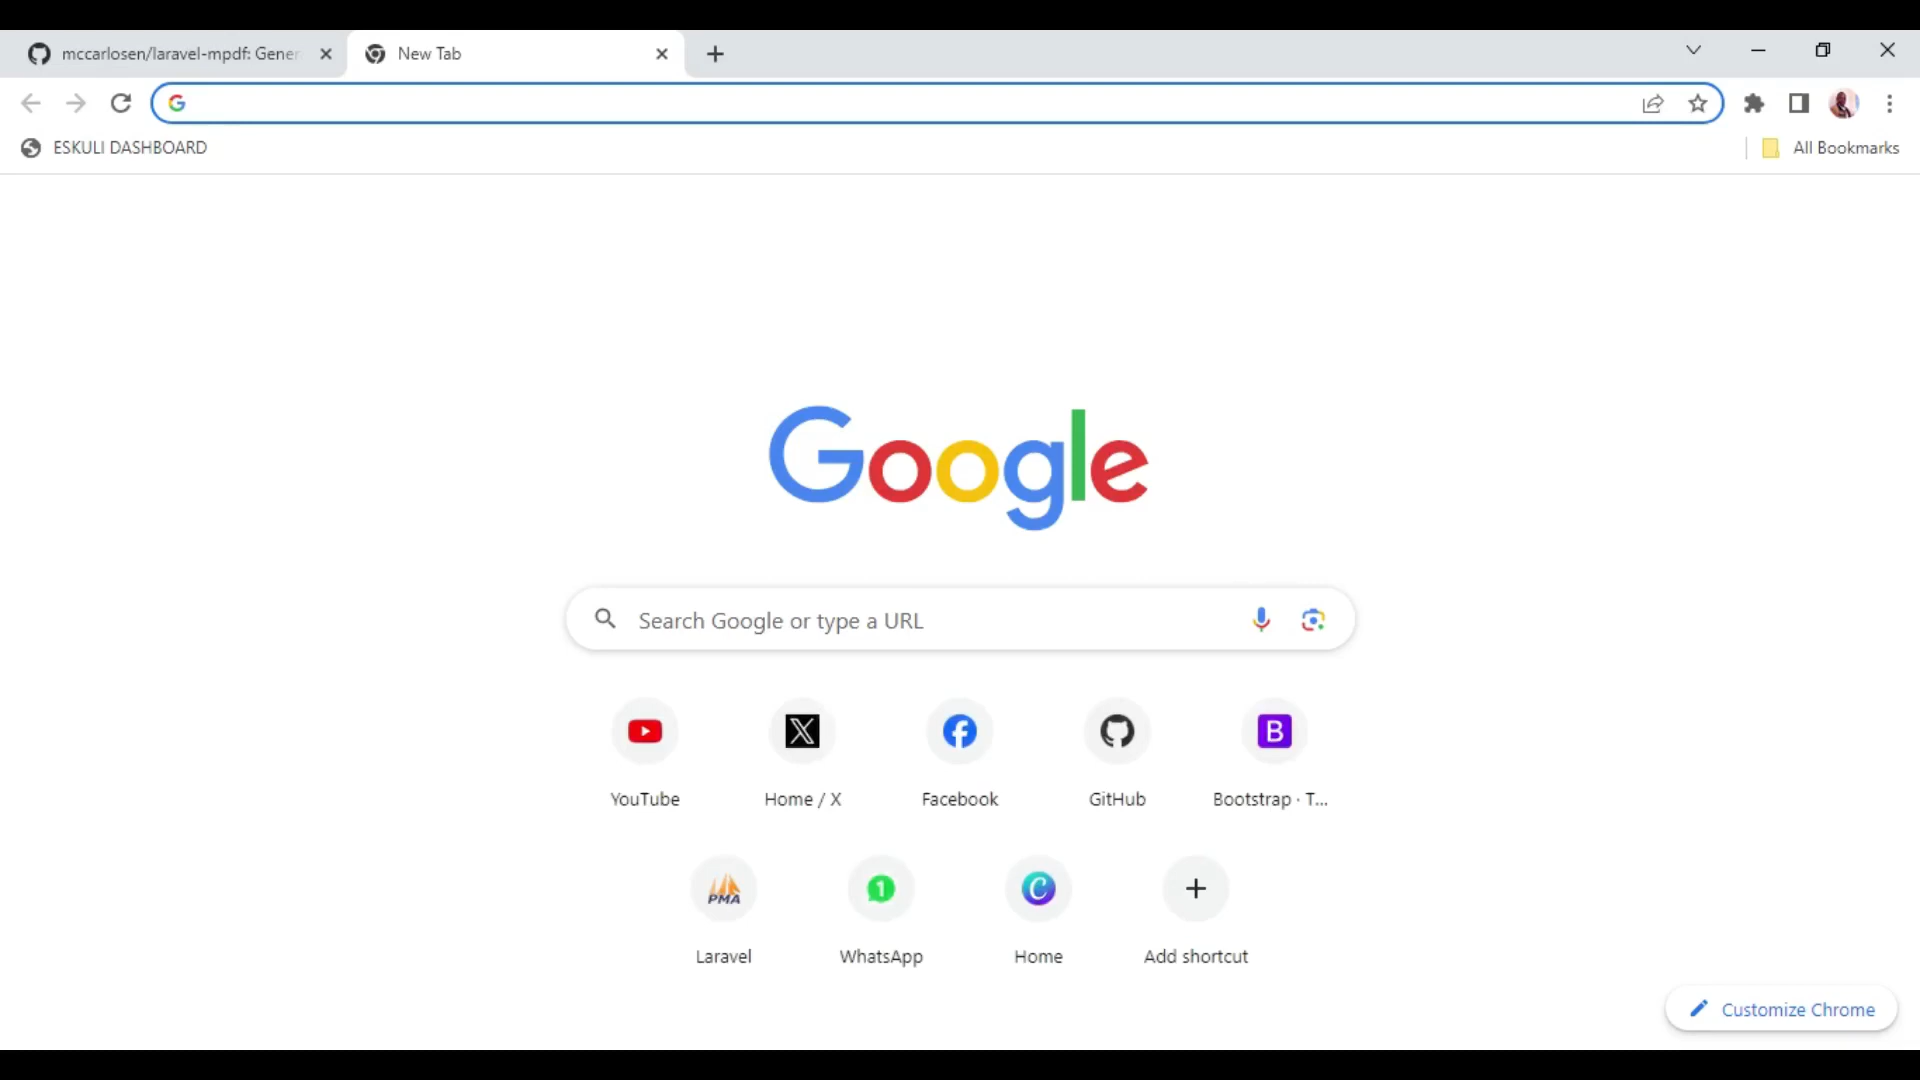 mccarlosen/laravel-mpdf: Gener
New Tab
ESKULI DASHBOARD
All Bookmarks
Google
Search Google or type a URL
YouTube
Home / X
Facebook
GitHub
Bootstrap · T...
PMA
Laravel
WhatsApp
Home
Add shortcut
Customize Chrome